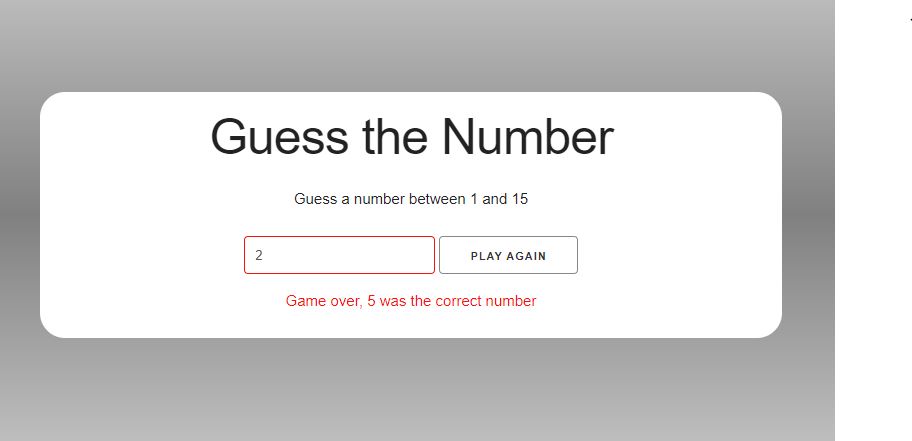 Guess the Number
Guess a number between 1 and 15
2
PLAY AGAIN
Game over, 5 was the correct number